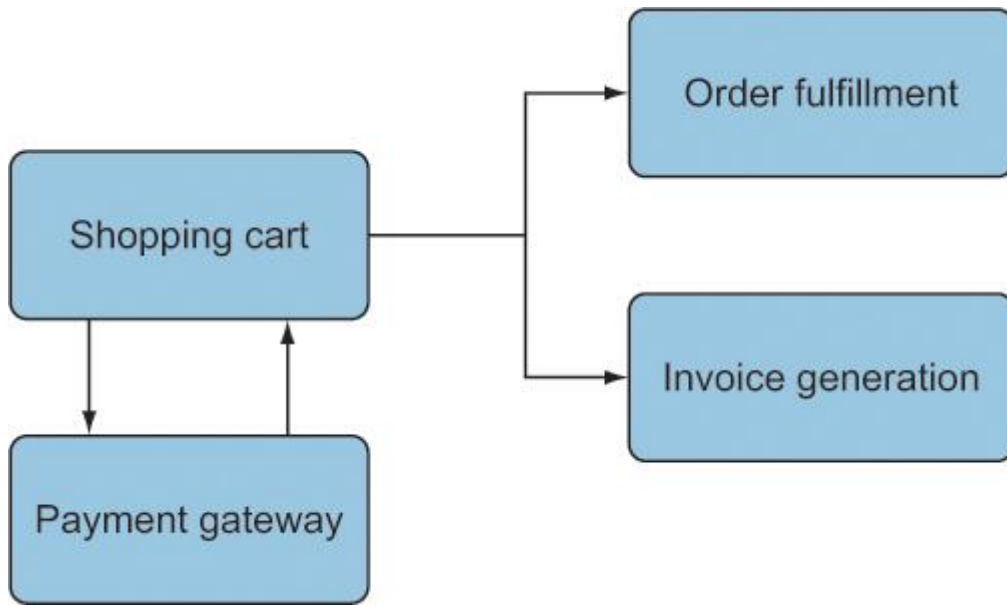 Order fulfillment
Shopping cart
Invoice generation
Payment gateway